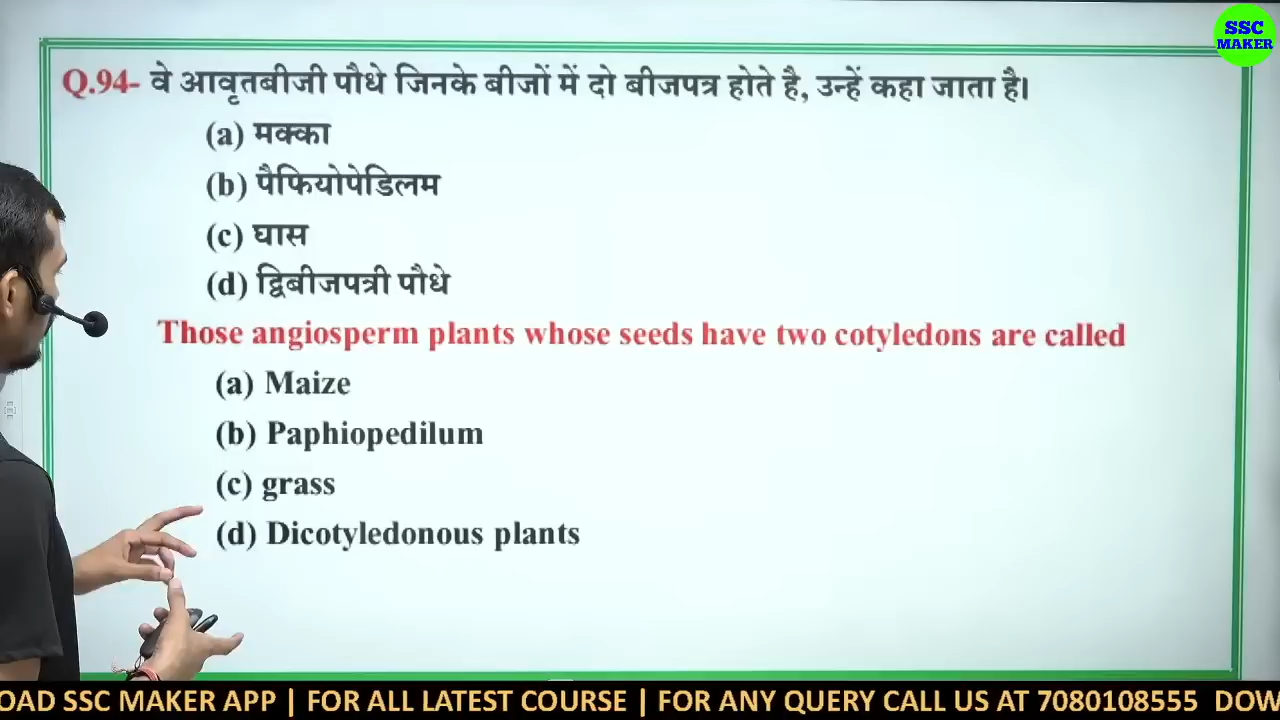 SSC
MAKER
Q.94- वे आवृतबीजी पौधे जिनके बीजों में दो बीजपत्र होते है, उन्हें कहा जाता है।
(a) मक्का
(b) पैफियोपेडिलम
(c) घास
(d) द्विबीजपत्री पौधे
Those angiosperm plants whose seeds have two cotyledons are called
(a) Maize
(b) Paphiopedilum
(c) grass
(d) Dicotyledonous plants
OAD SSC MAKER APP | FOR ALL LATEST COURSE | FOR ANY QUERY CALL US AT 7080108555 DOW